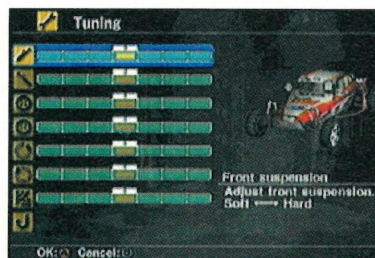 Tuning
Front suspension
Adjust front suspension.
Soft ⟷ Hard
OK:Ⓐ Cancel:Ⓑ